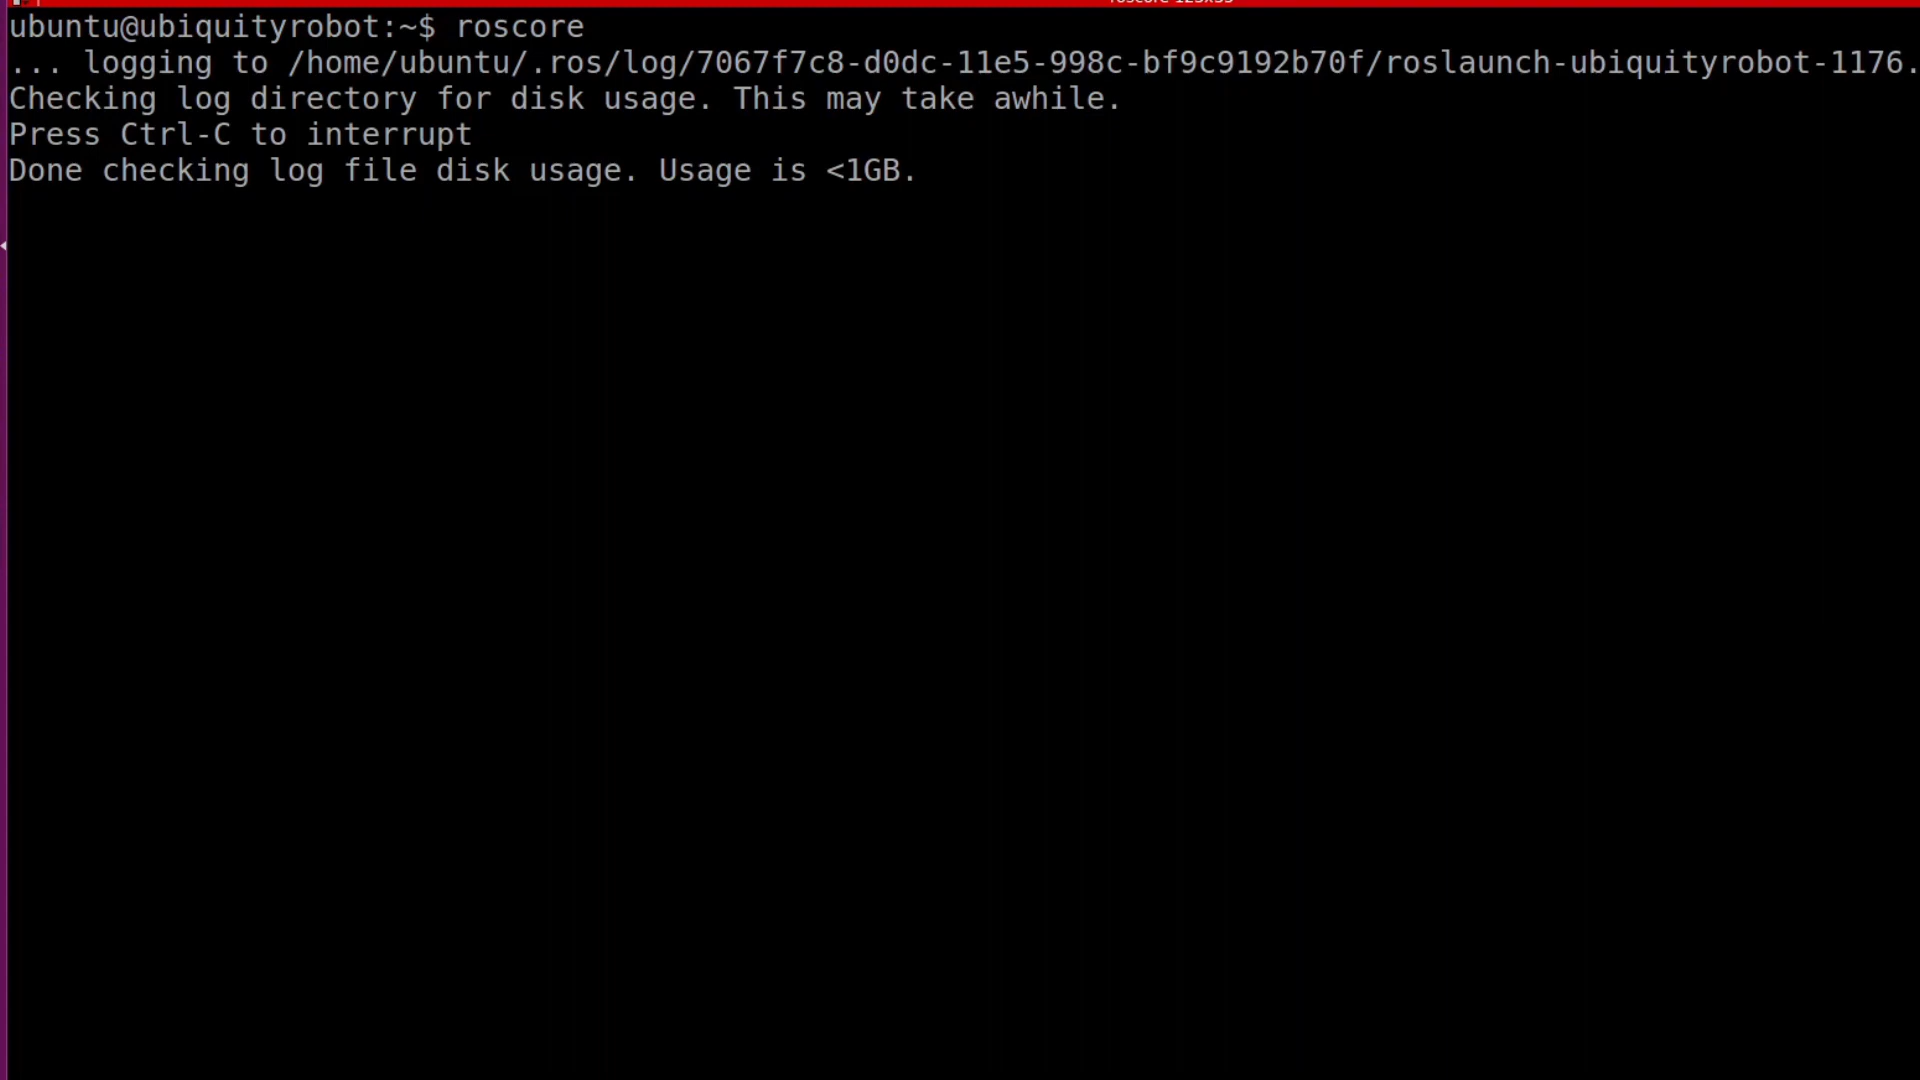 ubuntu@ubiquityrobot:~$ roscore
... logging to /home/ubuntu/.ros/log/7067f7c8-d0dc-11e5-998c-bf9c9192b70f/roslaunch-ubiquityrobot-1176.
Checking log directory for disk usage. This may take awhile.
Press Ctrl-C to interrupt
Done checking log file disk usage. Usage is <1GB.